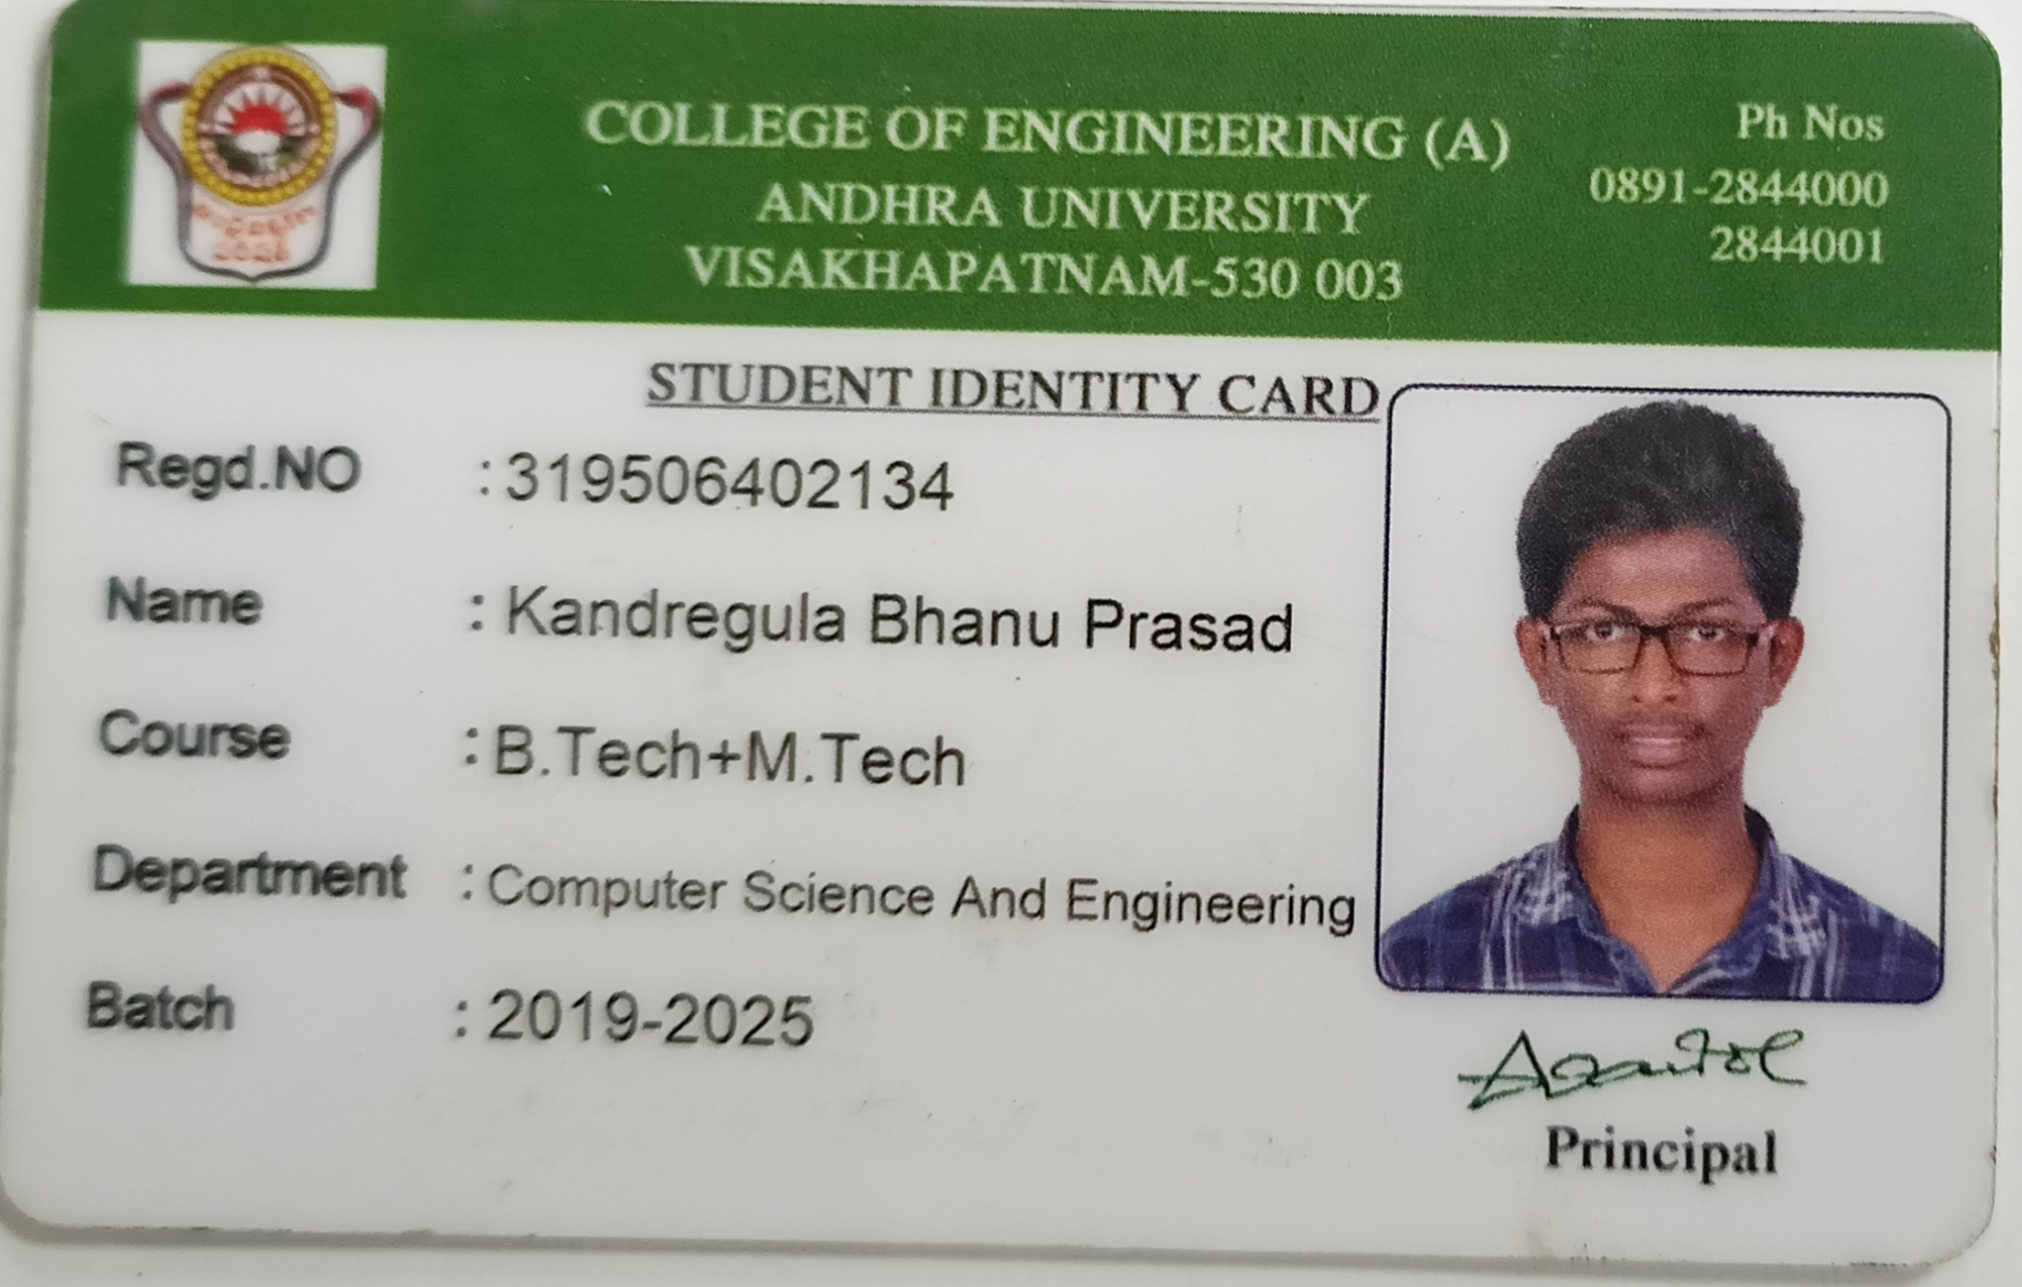 COLLEGE OF ENGINEERING (A)
ANDHRA UNIVERSITY
VISAKHAPATNAM-530 003
Ph Nos
0891-2844000
2844001
STUDENT IDENTITY CARD
Regd.NO : 319506402134
Name : Kandregula Bhanu Prasad
Course : B.Tech+M.Tech
Department : Computer Science And Engineering
Batch : 2019-2025
Principal